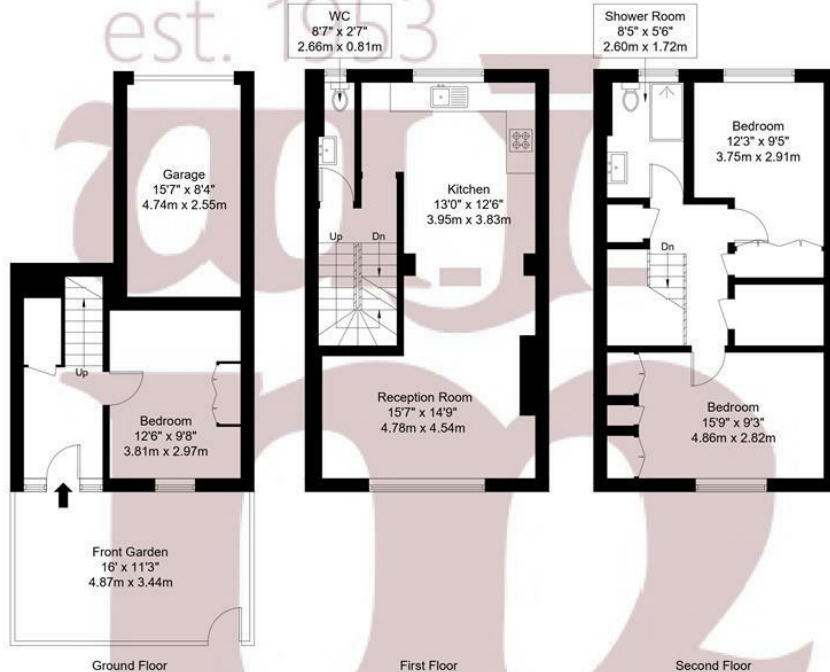 est. 1953
WC
8'7" x 2'7"
2.66m x 0.81m
Shower Room
8'5" x 5'6"
2.60m x 1.72m
Garage
15'7" x 8'4"
4.74m x 2.55m
Kitchen
13'0" x 12'6"
3.95m x 3.83m
Bedroom
12'3" x 9'5"
3.75m x 2.91m
Up
Dn
Dn
Up
Bedroom
12'6" x 9'8"
3.81m x 2.97m
Reception Room
15'7" x 14'9"
4.78m x 4.54m
Bedroom
15'9" x 9'3"
4.86m x 2.82m
Front Garden
16' x 11'3"
4.87m x 3.44m
Ground Floor
First Floor
Second Floor